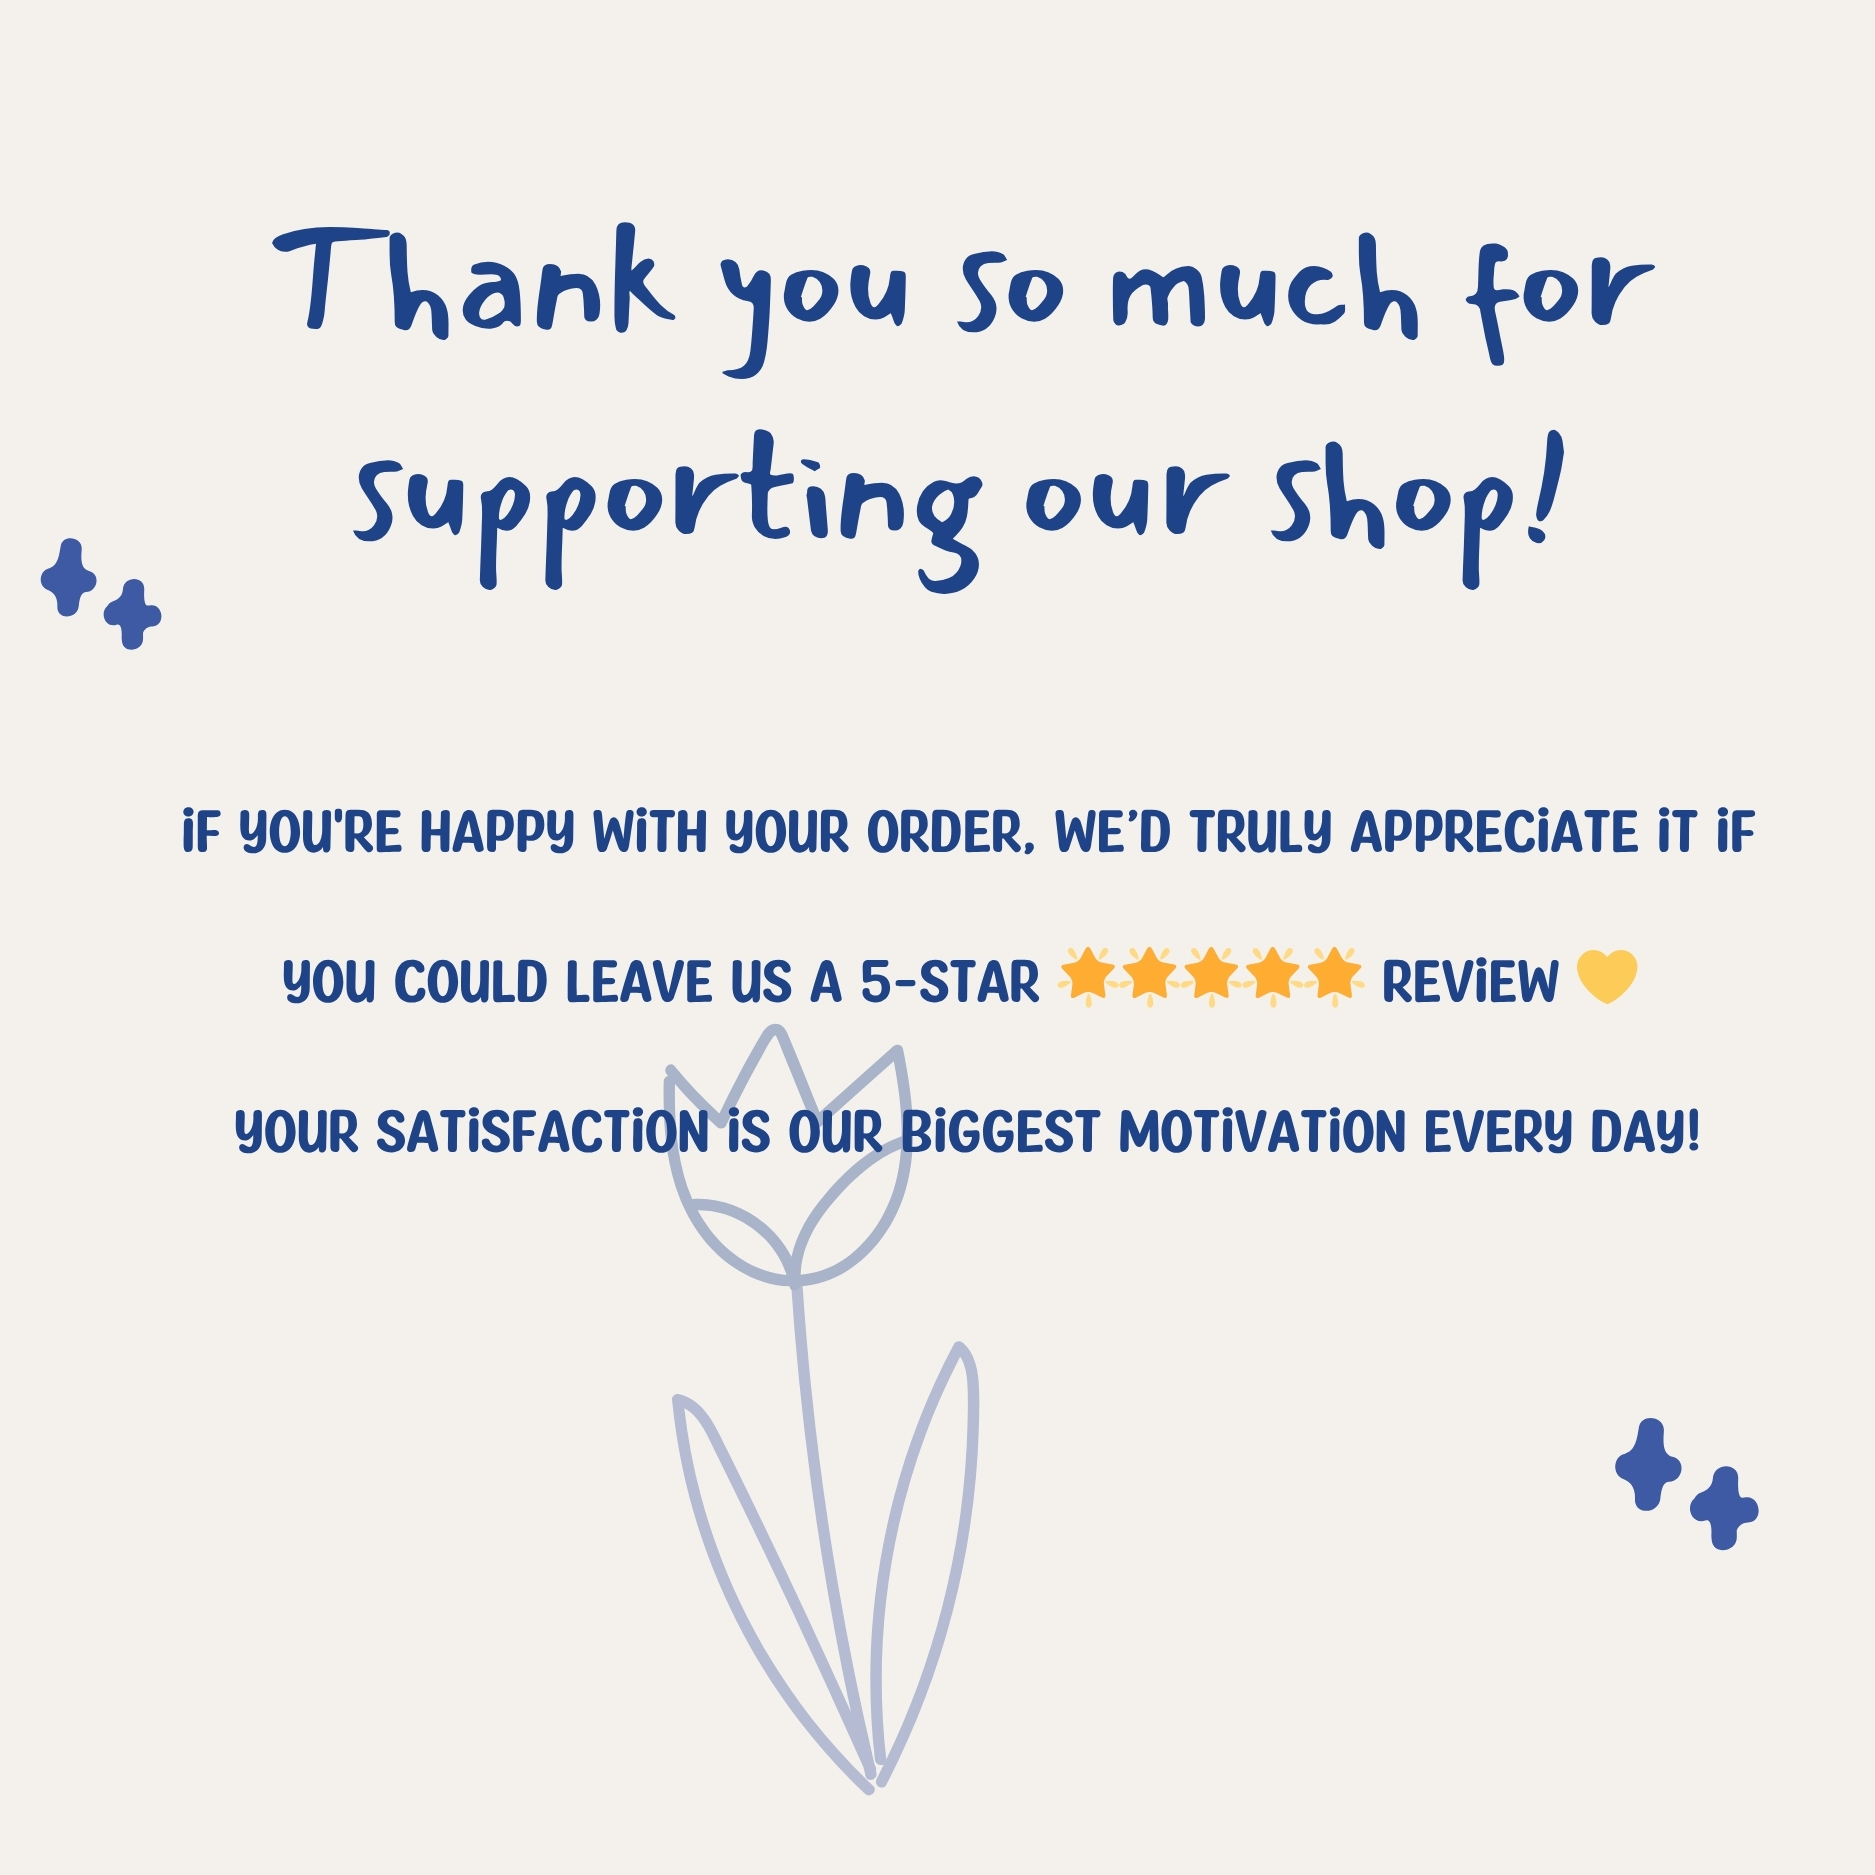 Thank you so much for
supporting our shop!
iF YOU'RE HAPPY WiTH YOUR ORDER, WE’D TRULY APPRECiATE iT iF
YOU COULD LEAVE US A 5-STAR 🌟🌟🌟🌟🌟 REViEW 💛
YOUR SATiSFACTiON iS OUR BiGGEST MOTiVATiON EVERY DAY!